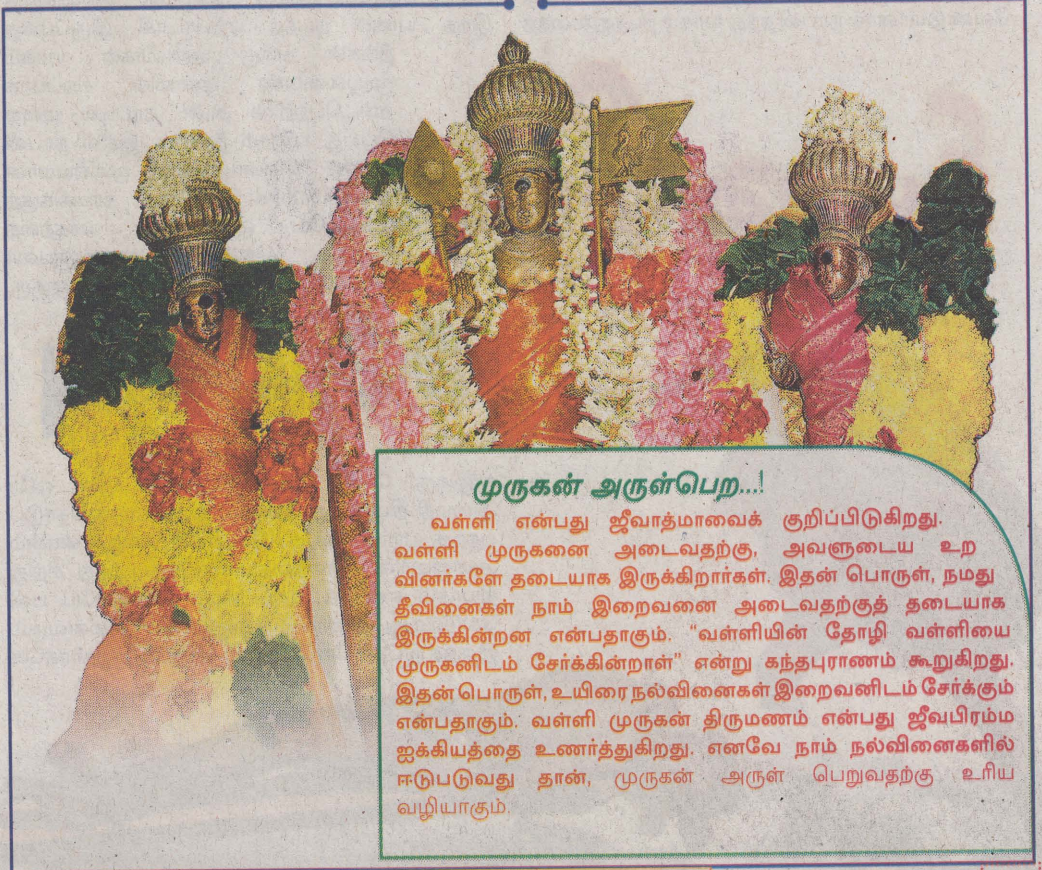 முருகன் அருள்பெற...!
வள்ளி என்பது ஜீவாத்மாவைக் குறிப்பிடுகிறது.
வள்ளி முருகனை அடைவதற்கு, அவளுடைய உற
வினர்களே தடையாக இருக்கிறார்கள். இதன் பொருள், நமது
தீவினைகள் நாம் இறைவனை அடைவதற்குத் தடையாக
இருக்கின்றன என்பதாகும். "வள்ளியின் தோழி வள்ளியை
முருகனிடம் சேர்க்கின்றாள்" என்று கந்தபுராணம் கூறுகிறது.
இதன் பொருள், உயிரை நல்வினைகள் இறைவனிடம் சேர்க்கும்
என்பதாகும். வள்ளி முருகன் திருமணம் என்பது ஜீவபிரம்ம
ஐக்கியத்தை உணர்த்துகிறது. எனவே நாம் நல்வினைகளில்
ஈடுபடுவது தான், முருகன் அருள் பெறுவதற்கு உரிய
வழியாகும்.